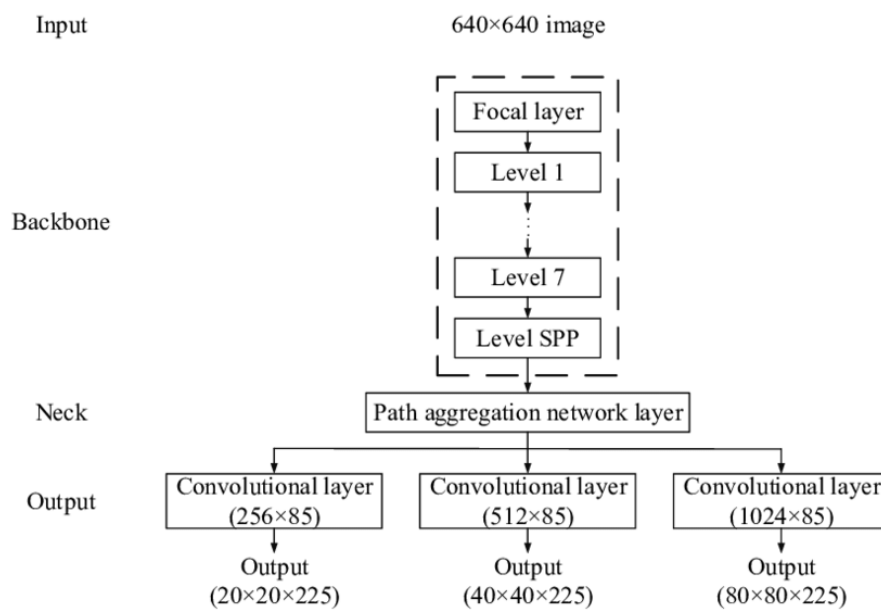 Input
640×640 image
Focal layer
Level 1
Backbone
Level 7
Level SPP
Neck
Path aggregation network layer
Output
Convolutional layer
(256×85)
Convolutional layer
(512×85)
Convolutional layer
(1024×85)
Output
(20×20×225)
Output
(40×40×225)
Output
(80×80×225)